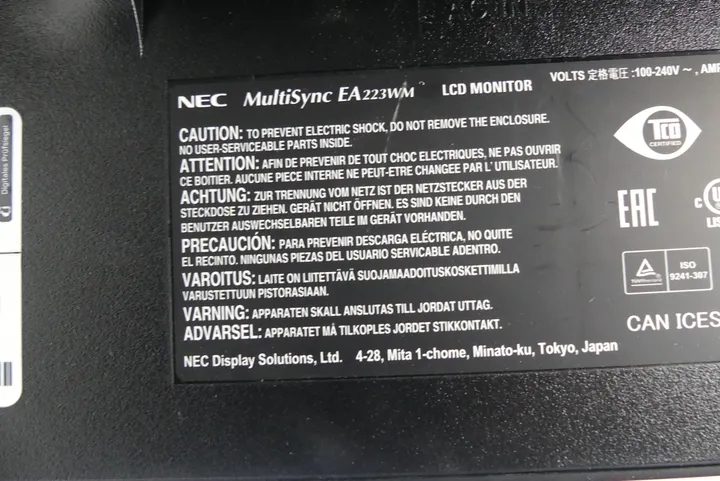 AC IN
NEC MultiSync EA223WM LCD MONITOR
VOLTS 定格電圧 :100-240V ~ , AMP
CAUTION: TO PREVENT ELECTRIC SHOCK, DO NOT REMOVE THE ENCLOSURE.
NO USER-SERVICEABLE PARTS INSIDE.
ATTENTION: AFIN DE PREVENIR DE TOUT CHOC ELECTRIQUES, NE PAS OUVRIR
CE BOITIER. AUCUNE PIECE INTERNE NE PEUT-ETRE CHANGEE PAR L' UTILISATEUR.
ACHTUNG: ZUR TRENNUNG VOM NETZ IST DER NETZSTECKER AUS DER
STECKDOSE ZU ZIEHEN. GERÄT NICHT ÖFFNEN. ES SIND KEINE DURCH DEN
BENUTZER AUSWECHSELBAREN TEILE IM GERÄT VORHANDEN.
PRECAUCIÓN: PARA PREVENIR DESCARGA ELÉCTRICA, NO QUITE
EL RECINTO. NINGUNAS PIEZAS DEL USUARIO SERVICABLE ADENTRO.
VAROITUS: LAITE ON LIITETTÄVÄ SUOJAMAADOITUSKOSKETTIMILLA
VARUSTETTUUN PISTORASIAAN.
VARNING: APPARATEN SKALL ANSLUTAS TILL JORDAT UTTAG.
ADVARSEL: APPARATET MÅ TILKOPLES JORDET STIKKONTAKT.
NEC Display Solutions, Ltd. 4-28, Mita 1-chome, Minato-ku, Tokyo, Japan
TCO
CERTIFIED
EAC
c UL
LIS
ISO
9241-307
CAN ICES
Digitales Prüfsiegel